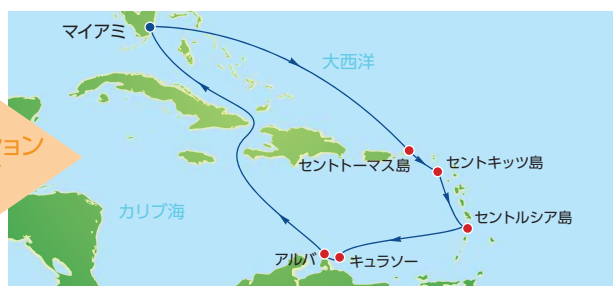 マイアミ
大西洋
ョン
セントトーマス島
セントキッツ島
カリブ海
セントルシア島
アルバ
キュラソー